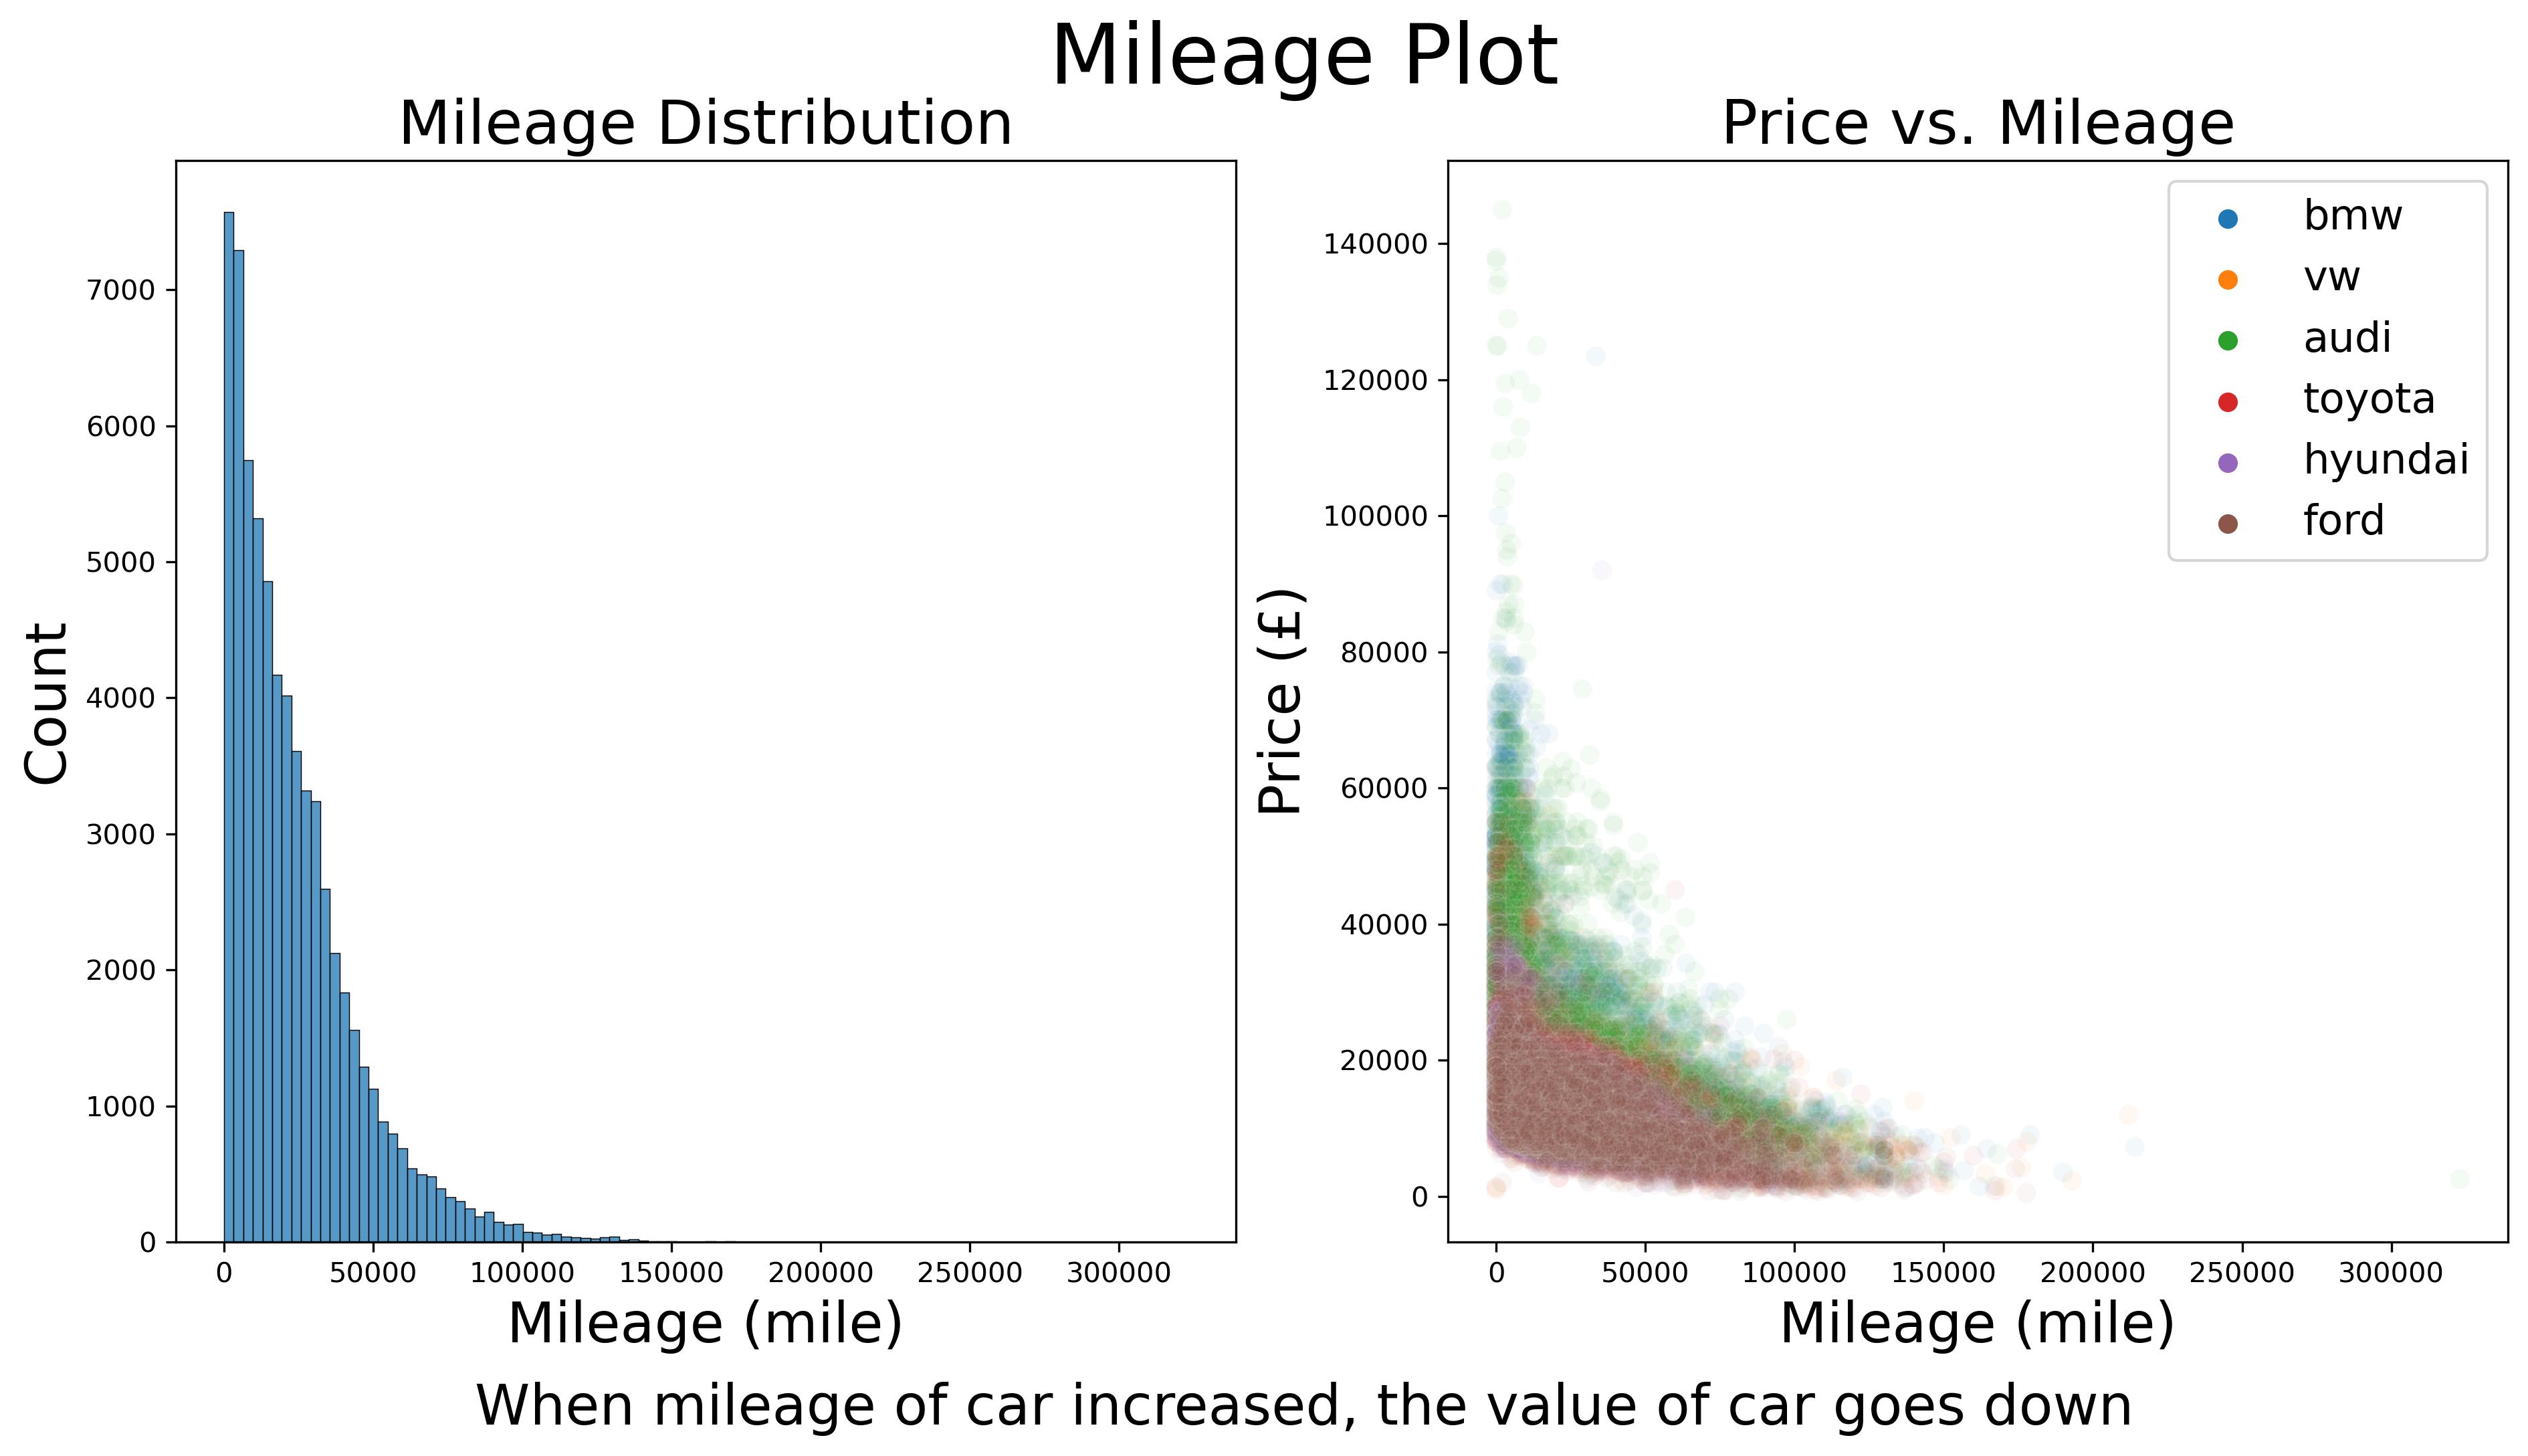 Mileage Plot
Mileage Distribution
Count
7000
6000
5000
4000
3000
2000
1000
0
0 50000 100000 150000 200000 250000 300000
Mileage (mile)
Price vs. Mileage
Price (£)
140000
120000
100000
80000
60000
40000
20000
0
bmw
vw
audi
toyota
hyundai
ford
0 50000 100000 150000 200000 250000 300000
Mileage (mile)
When mileage of car increased, the value of car goes down